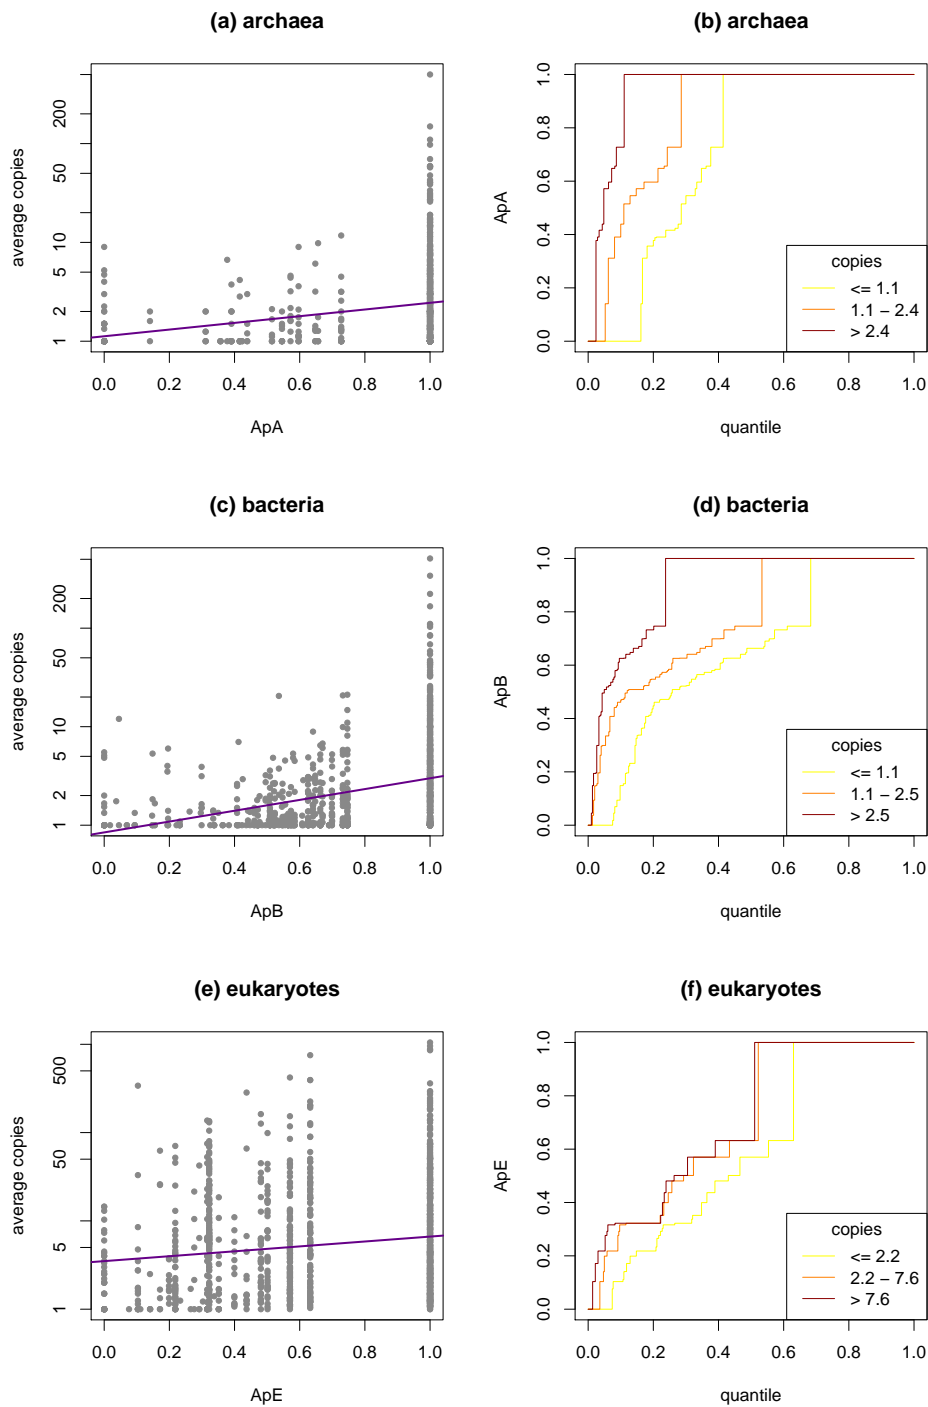 (a) archaea
average copies
1 2 5 10 50 200
0.0 0.2 0.4 0.6 0.8 1.0
ApA
(b) archaea
ApA
0.0 0.2 0.4 0.6 0.8 1.0
copies
<= 1.1
1.1 – 2.4
> 2.4
0.0 0.2 0.4 0.6 0.8 1.0
quantile
(c) bacteria
average copies
1 2 5 10 50 200
0.0 0.2 0.4 0.6 0.8 1.0
ApB
(d) bacteria
ApB
0.0 0.2 0.4 0.6 0.8 1.0
copies
<= 1.1
1.1 – 2.5
> 2.5
0.0 0.2 0.4 0.6 0.8 1.0
quantile
(e) eukaryotes
average copies
1 5 50 500
0.0 0.2 0.4 0.6 0.8 1.0
ApE
(f) eukaryotes
ApE
0.0 0.2 0.4 0.6 0.8 1.0
copies
<= 2.2
2.2 – 7.6
> 7.6
0.0 0.2 0.4 0.6 0.8 1.0
quantile